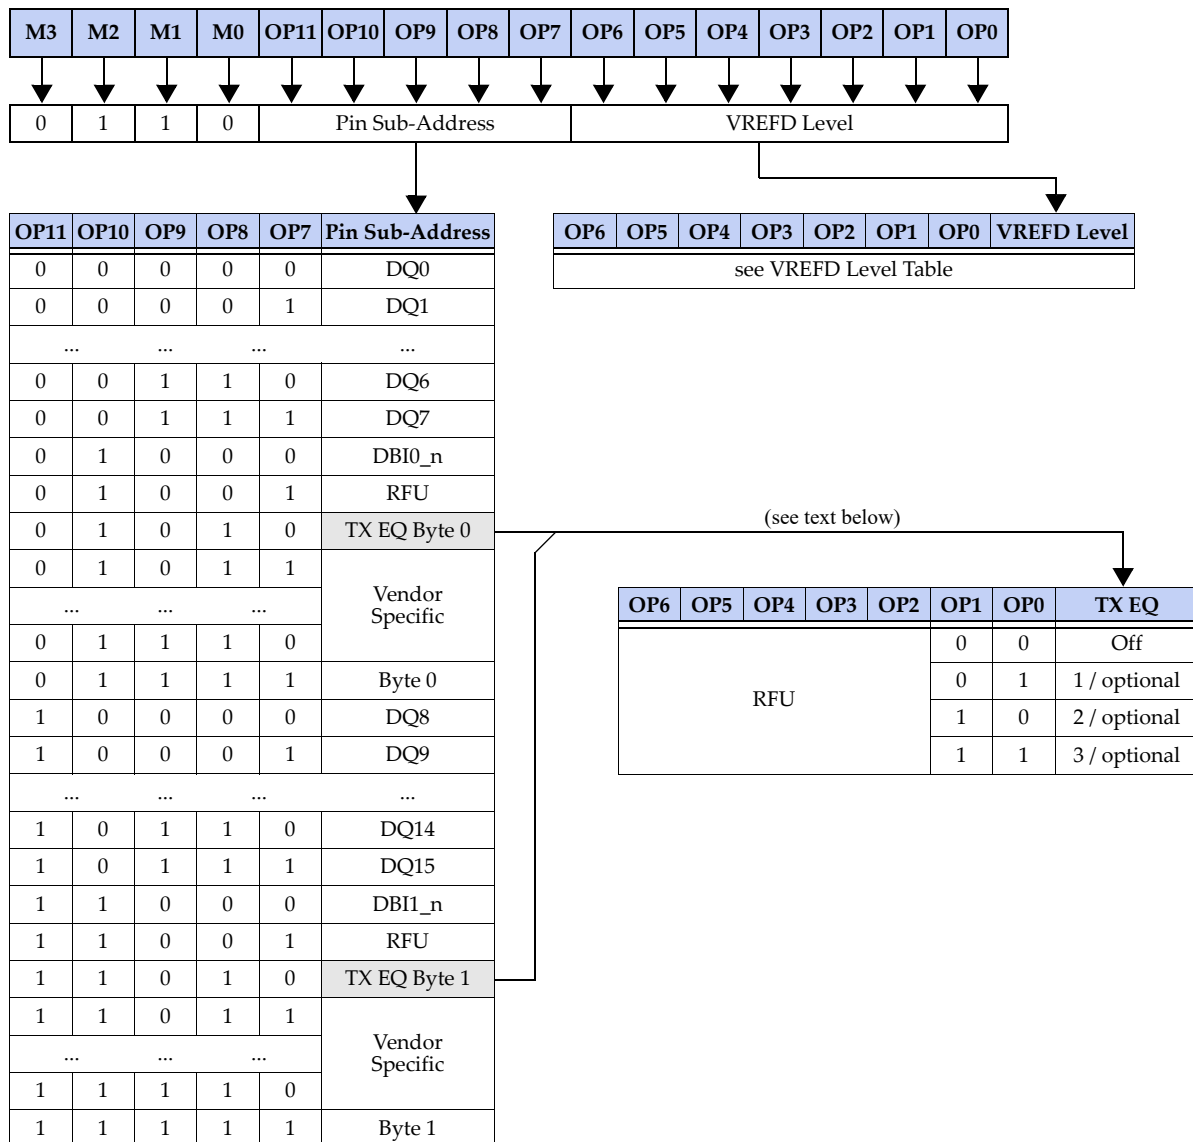 M3 M2 M1 M0 OP11 OP10 OP9 OP8 OP7 OP6 OP5 OP4 OP3 OP2 OP1 OP0
0 1 1 0 Pin Sub-Address VREFD Level
OP11 OP10 OP9 OP8 OP7 Pin Sub-Address
0 0 0 0 0 DQ0
0 0 0 0 1 DQ1
... ... ... ...
0 0 1 1 0 DQ6
0 0 1 1 1 DQ7
0 1 0 0 0 DBI0_n
0 1 0 0 1 RFU
0 1 0 1 0 TX EQ Byte 0
0 1 0 1 1
Vendor
Specific
... ... ...
0 1 1 1 0
0 1 1 1 1 Byte 0
1 0 0 0 0 DQ8
1 0 0 0 1 DQ9
... ... ... ...
1 0 1 1 0 DQ14
1 0 1 1 1 DQ15
1 1 0 0 0 DBI1_n
1 1 0 0 1 RFU
1 1 0 1 0 TX EQ Byte 1
1 1 0 1 1
Vendor
Specific
... ... ...
1 1 1 1 0
1 1 1 1 1 Byte 1
OP6 OP5 OP4 OP3 OP2 OP1 OP0 VREFD Level
see VREFD Level Table
(see text below)
OP6 OP5 OP4 OP3 OP2 OP1 OP0 TX EQ
RFU
0 0 Off
0 1 1 / optional
1 0 2 / optional
1 1 3 / optional